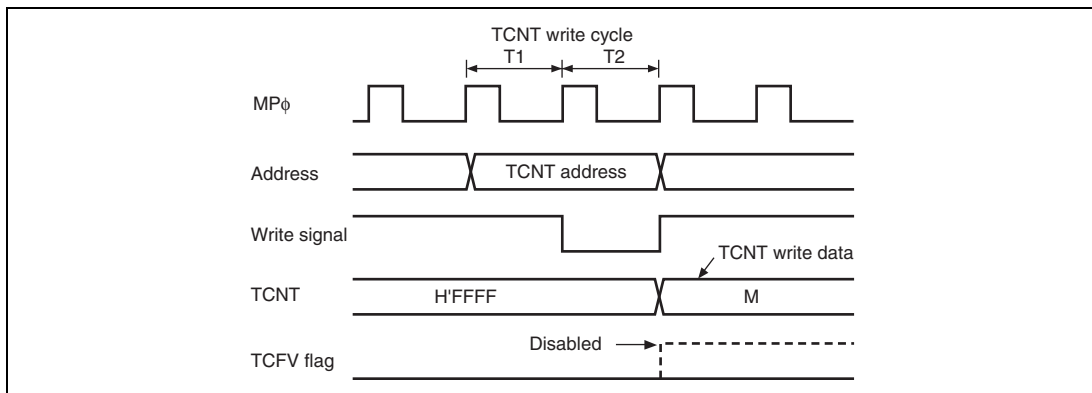 TCNT write cycle
T1 T2
MPϕ
Address TCNT address
Write signal
TCNT write data
TCNT H'FFFF M
Disabled
TCFV flag